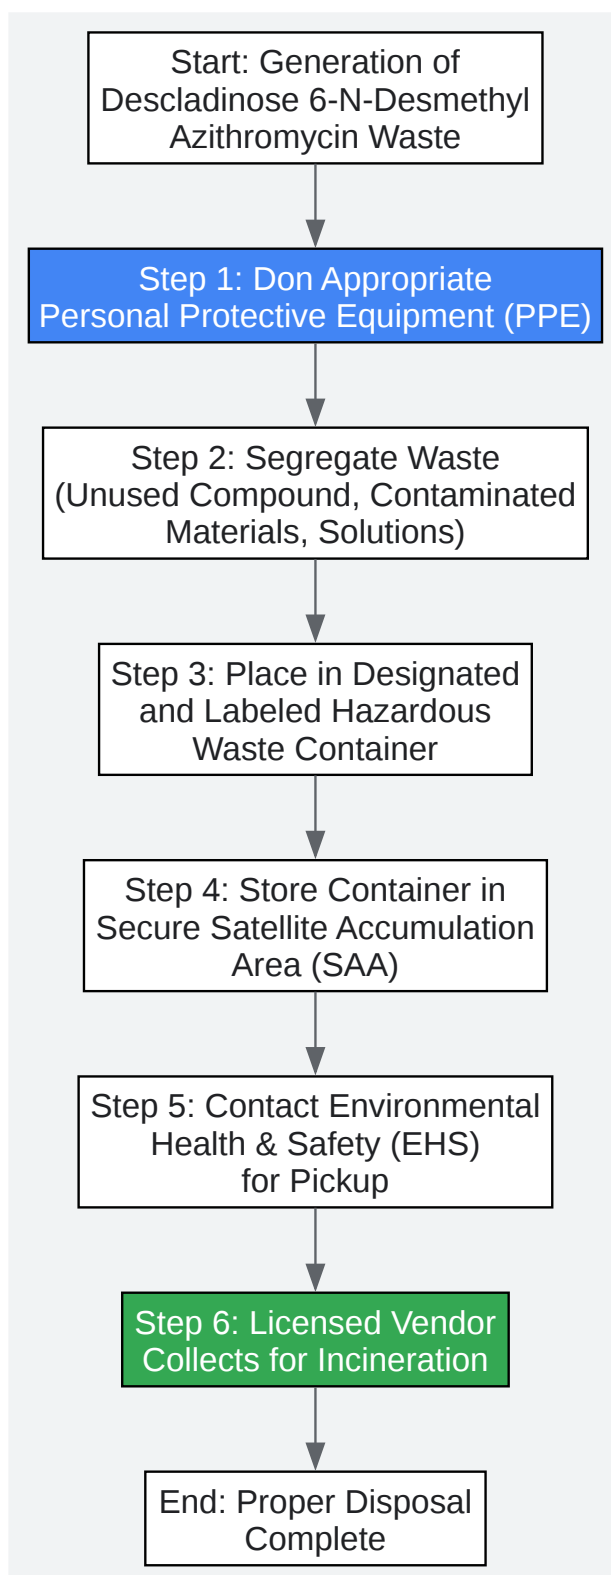 Start: Generation of
Descladinose 6-N-Desmethyl
Azithromycin Waste
Step 1: Don Appropriate
Personal Protective Equipment (PPE)
Step 2: Segregate Waste
(Unused Compound, Contaminated
Materials, Solutions)
Step 3: Place in Designated
and Labeled Hazardous
Waste Container
Step 4: Store Container in
Secure Satellite Accumulation
Area (SAA)
Step 5: Contact Environmental
Health & Safety (EHS)
for Pickup
Step 6: Licensed Vendor
Collects for Incineration
End: Proper Disposal
Complete